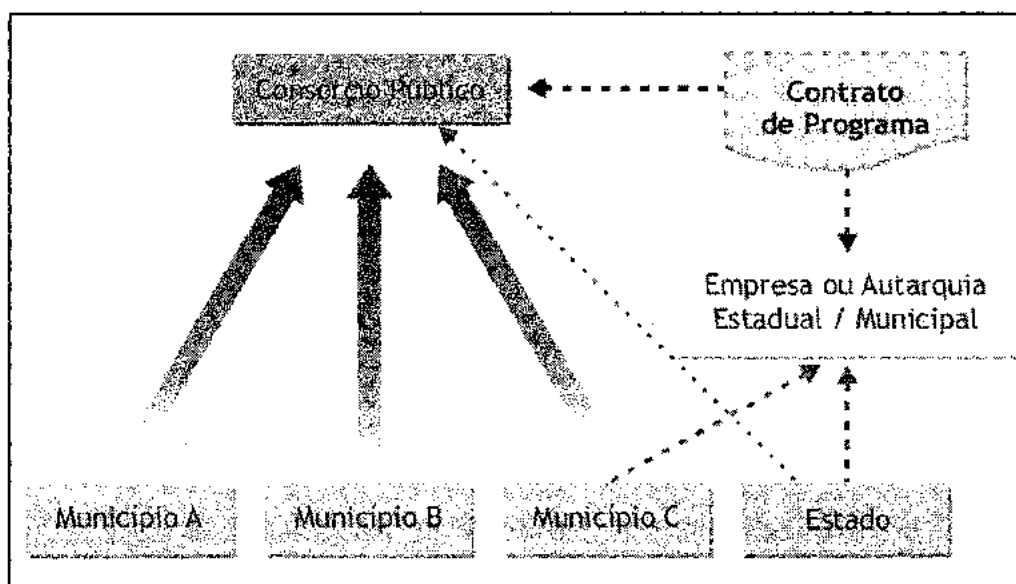 Consórcio Público
Contrato
de Programa
Empresa ou Autarquia
Estadual / Municipal
Município A
Município B
Município C
Estado